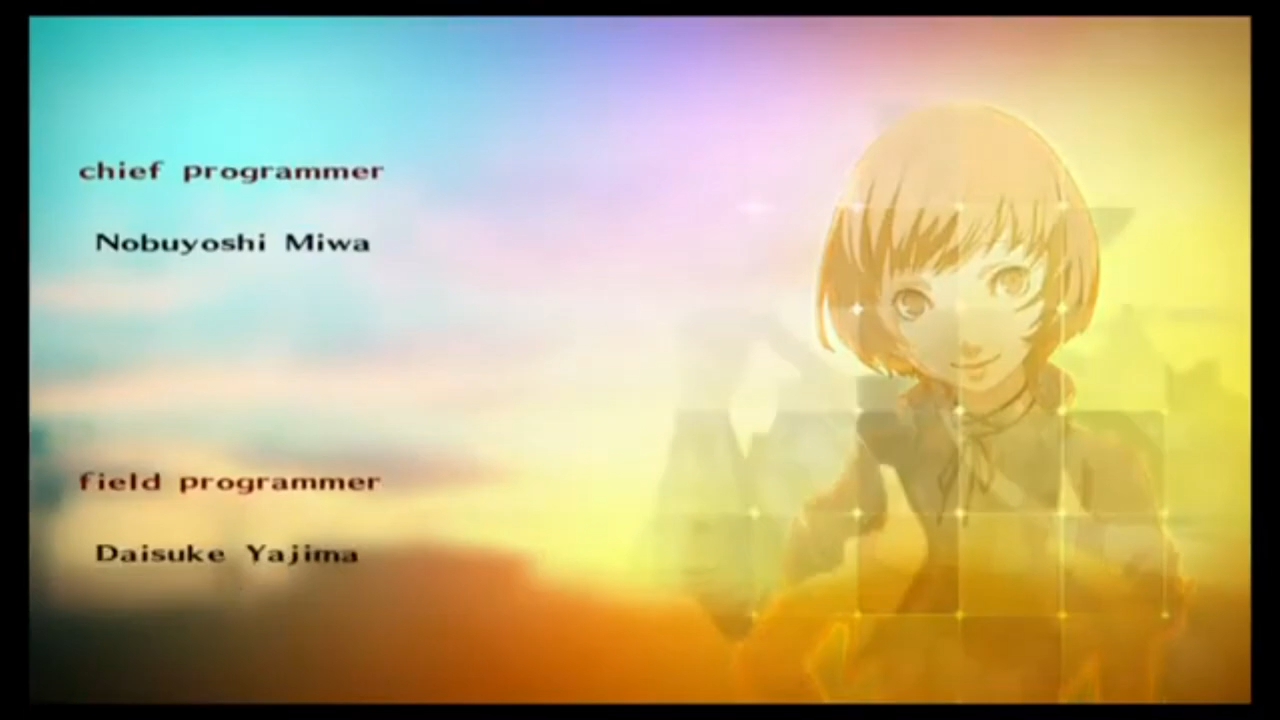 chief programmer
Nobuyoshi Miwa
field programmer
Daisuke Yajima